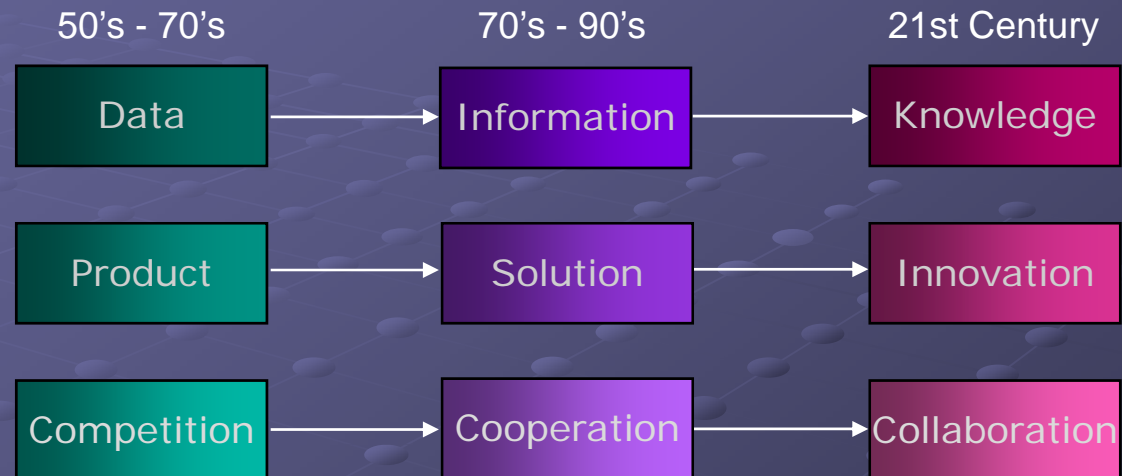 50's - 70's
70's - 90's
21st Century
Data
Information
Knowledge
Product
Solution
Innovation
Competition
Cooperation
Collaboration